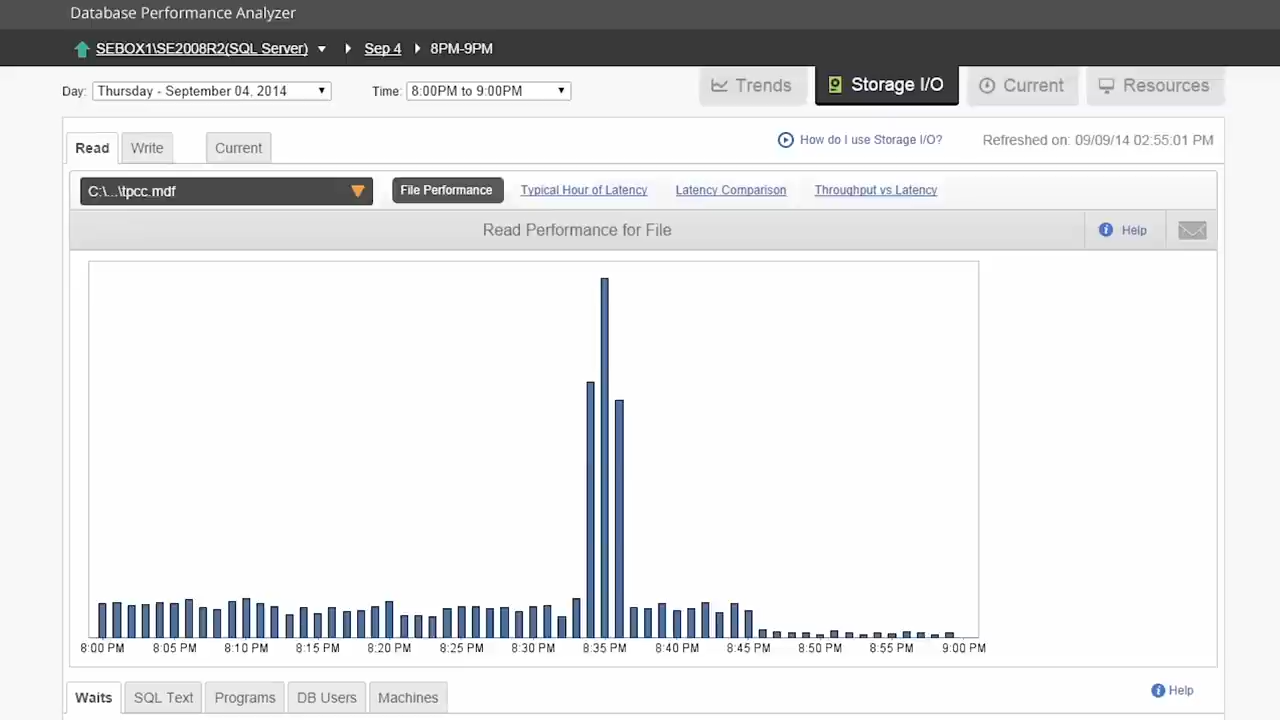 Database Performance Analyzer
SEBOX1\SE2008R2(SQL Server) Sep 4 8PM-9PM
Day: Thursday - September 04, 2014 Time: 8:00PM to 9:00PM Trends Storage I/O Current Resources
Read Write Current How do I use Storage I/O? Refreshed on: 09/09/14 02:55:01 PM
C:\...\tpcc.mdf File Performance Typical Hour of Latency Latency Comparison Throughput vs Latency
Read Performance for File Help
8:00 PM 8:05 PM 8:10 PM 8:15 PM 8:20 PM 8:25 PM 8:30 PM 8:35 PM 8:40 PM 8:45 PM 8:50 PM 8:55 PM 9:00 PM
Waits SQL Text Programs DB Users Machines Help